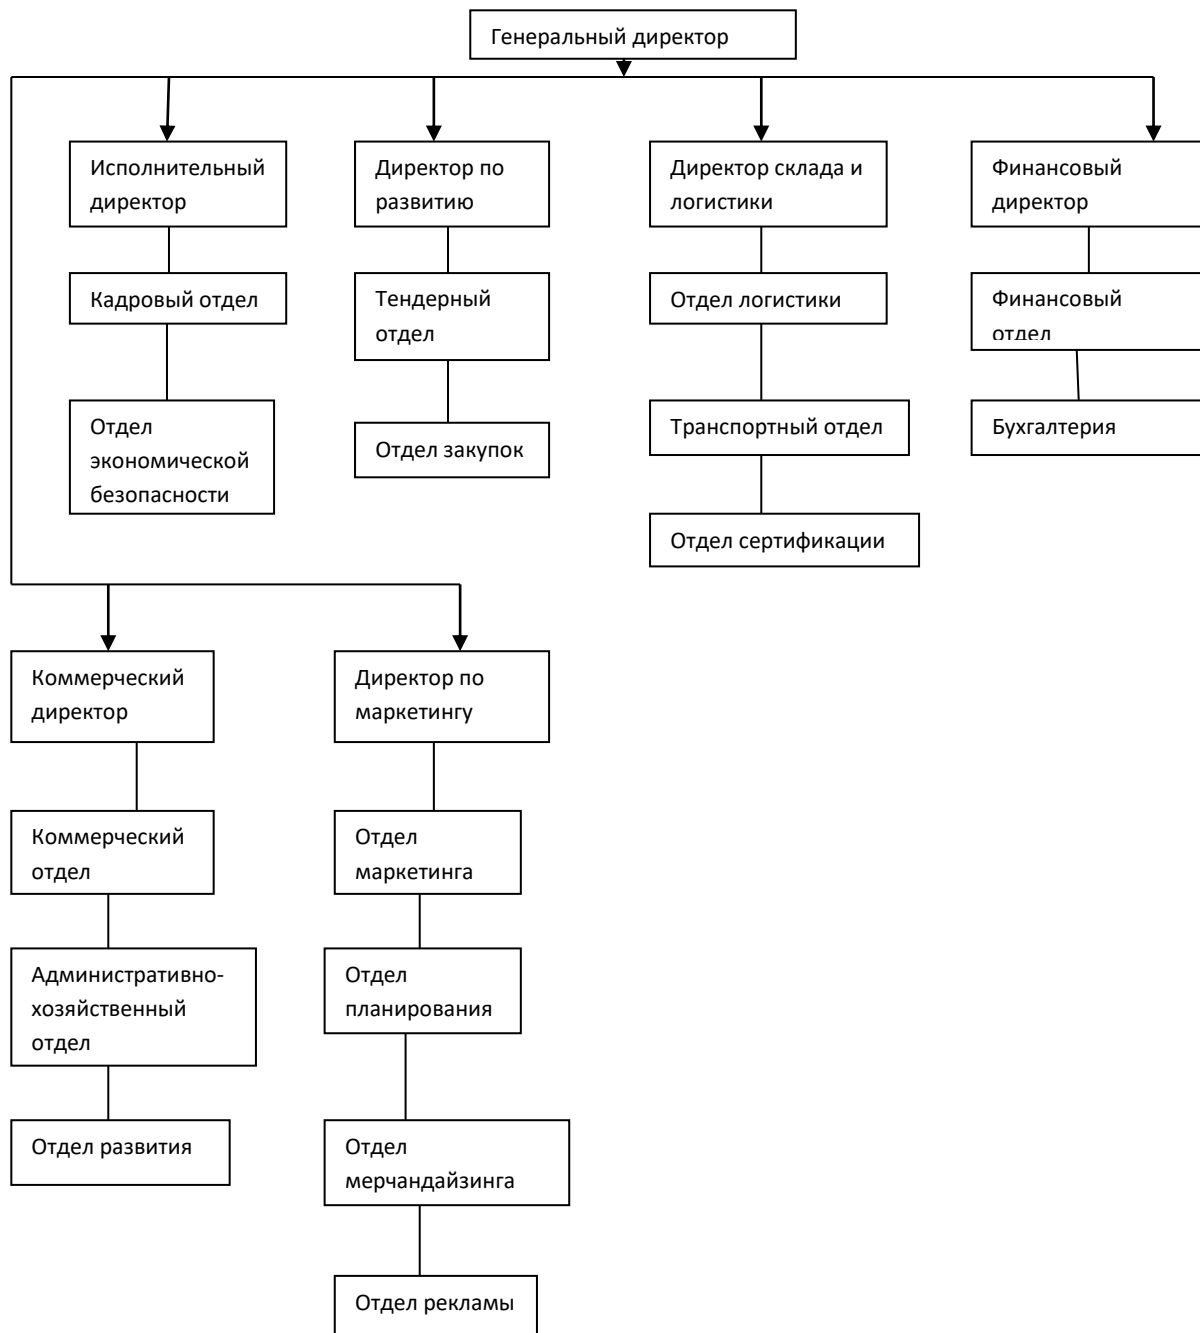 Генеральный директор
Исполнительный
директор
Директор по
развитию
Директор склада и
логистики
Финансовый
директор
Кадровый отдел
Тендерный
отдел
Отдел логистики
Финансовый
отдел
Отдел
экономической
безопасности
Отдел закупок
Транспортный отдел
Бухгалтерия
Отдел сертификации
Коммерческий
директор
Директор по
маркетингу
Коммерческий
отдел
Отдел
маркетинга
Административно-
хозяйственный
отдел
Отдел
планирования
Отдел развития
Отдел
мерчандайзинга
Отдел рекламы